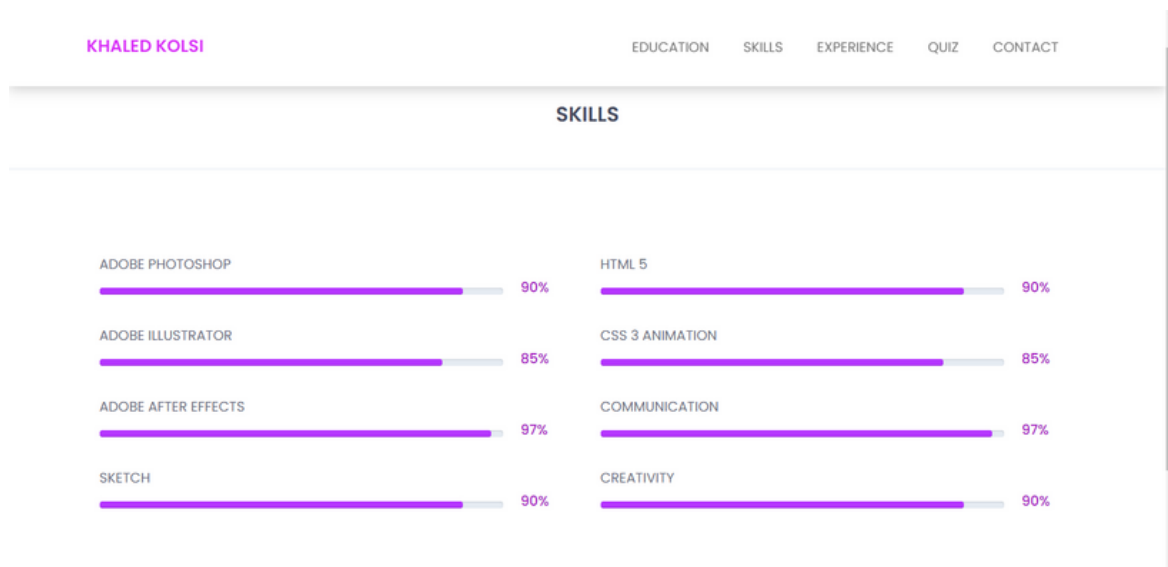 KHALED KOLSI
EDUCATION SKILLS EXPERIENCE QUIZ CONTACT
SKILLS
ADOBE PHOTOSHOP
90%
ADOBE ILLUSTRATOR
85%
ADOBE AFTER EFFECTS
97%
SKETCH
90%
HTML 5
90%
CSS 3 ANIMATION
85%
COMMUNICATION
97%
CREATIVITY
90%